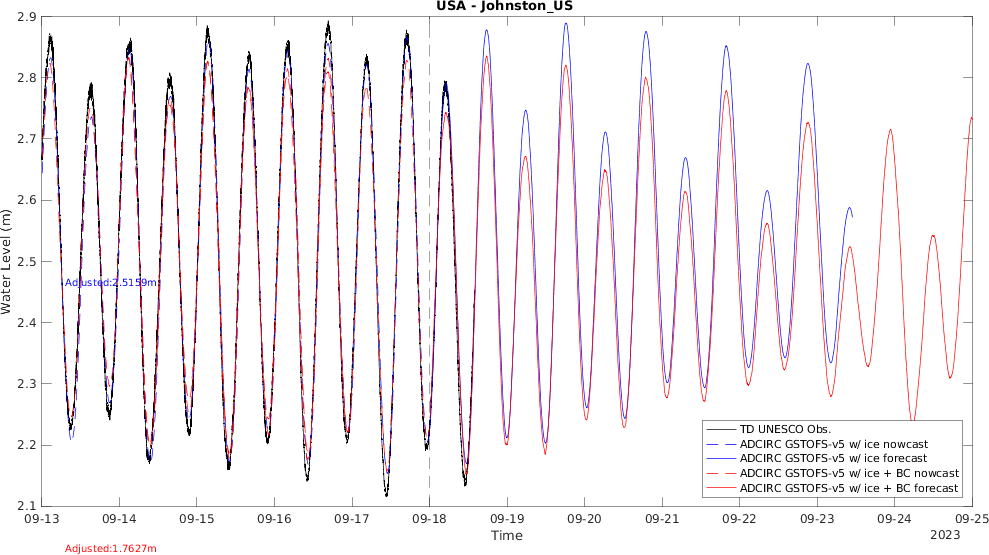 USA - Johnston_US
2.9
2.8
2.7
2.6
2.5
2.4
2.3
2.2
2.1
Water Level (m)
Adjusted:2.5159m
TD UNESCO Obs.
ADCIRC GSTOFS-v5 w/ ice nowcast
ADCIRC GSTOFS-v5 w/ ice forecast
ADCIRC GSTOFS-v5 w/ ice + BC nowcast
ADCIRC GSTOFS-v5 w/ ice + BC forecast
09-13 09-14 09-15 09-16 09-17 09-18 09-19 09-20 09-21 09-22 09-23 09-24 09-25
Time
2023
Adjusted:1.7627m